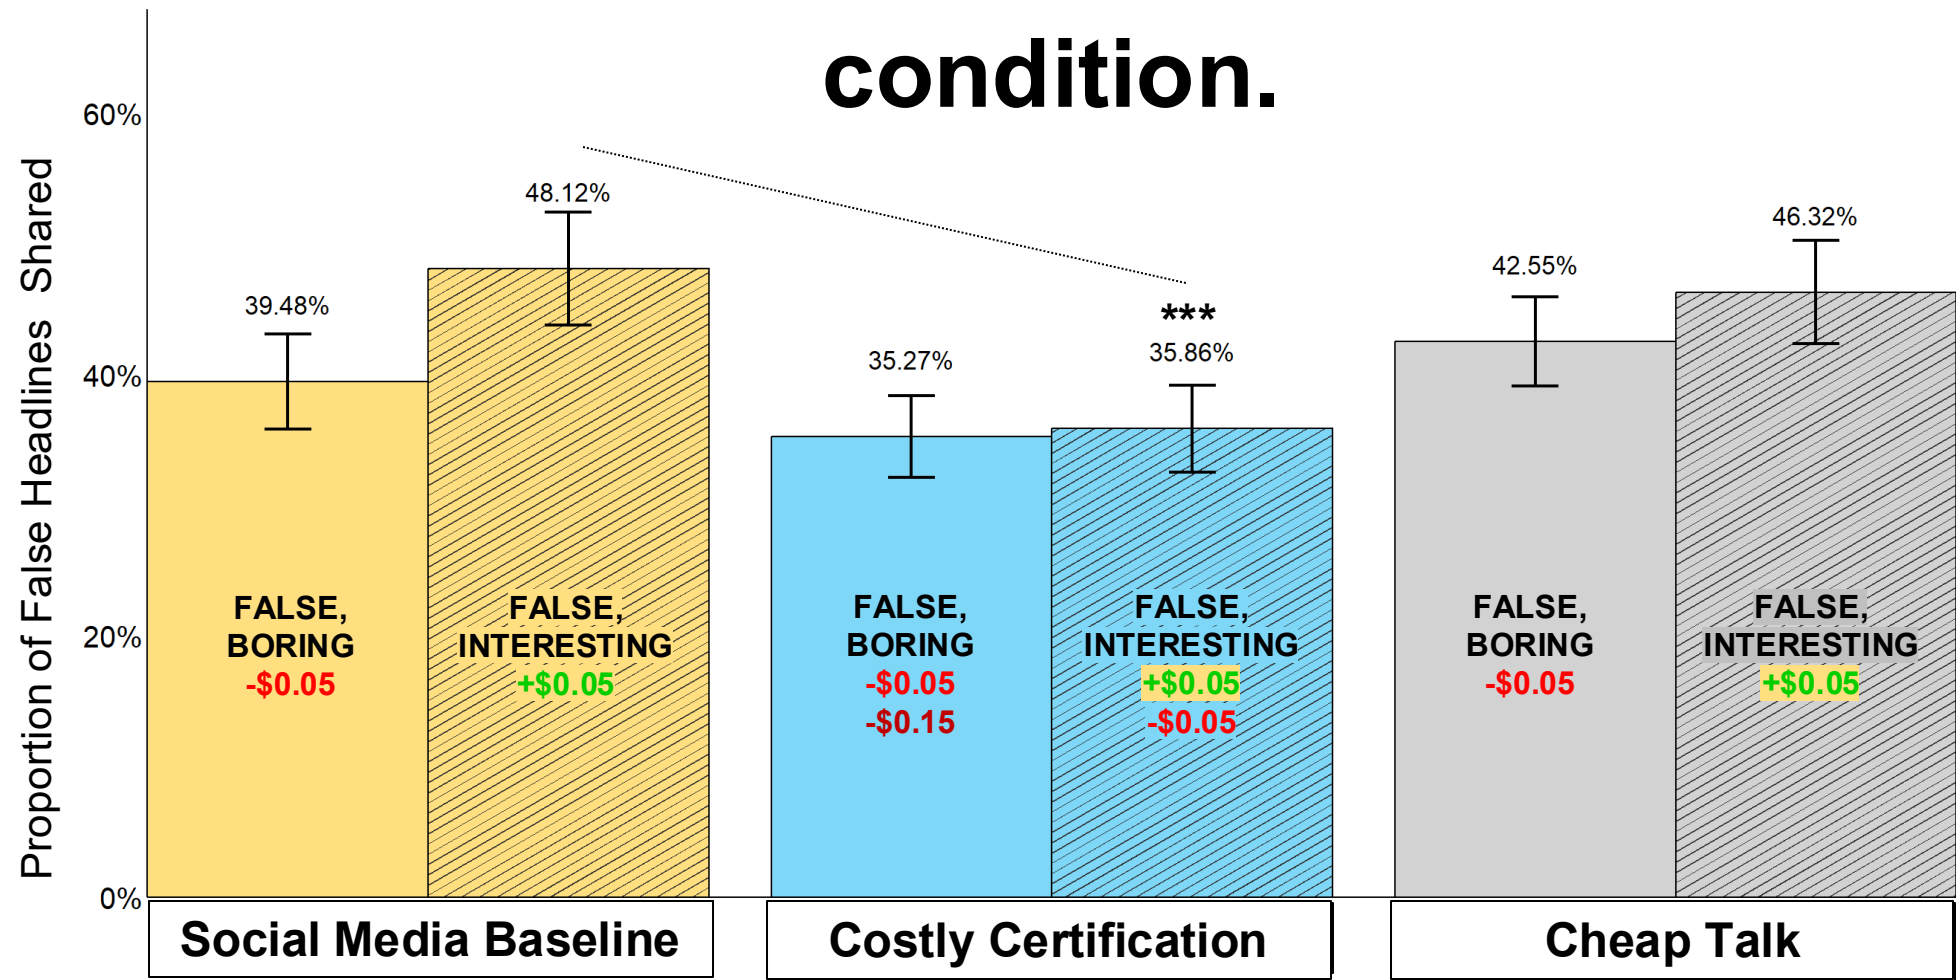 condition.
Proportion of False Headlines Shared
60%
40%
20%
0%
39.48%
48.12%
35.27%
***
35.86%
42.55%
46.32%
FALSE,
BORING
-$0.05
FALSE,
INTERESTING
+$0.05
FALSE,
BORING
-$0.05
-$0.15
FALSE,
INTERESTING
+$0.05
-$0.05
FALSE,
BORING
-$0.05
FALSE,
INTERESTING
+$0.05
Social Media Baseline
Costly Certification
Cheap Talk